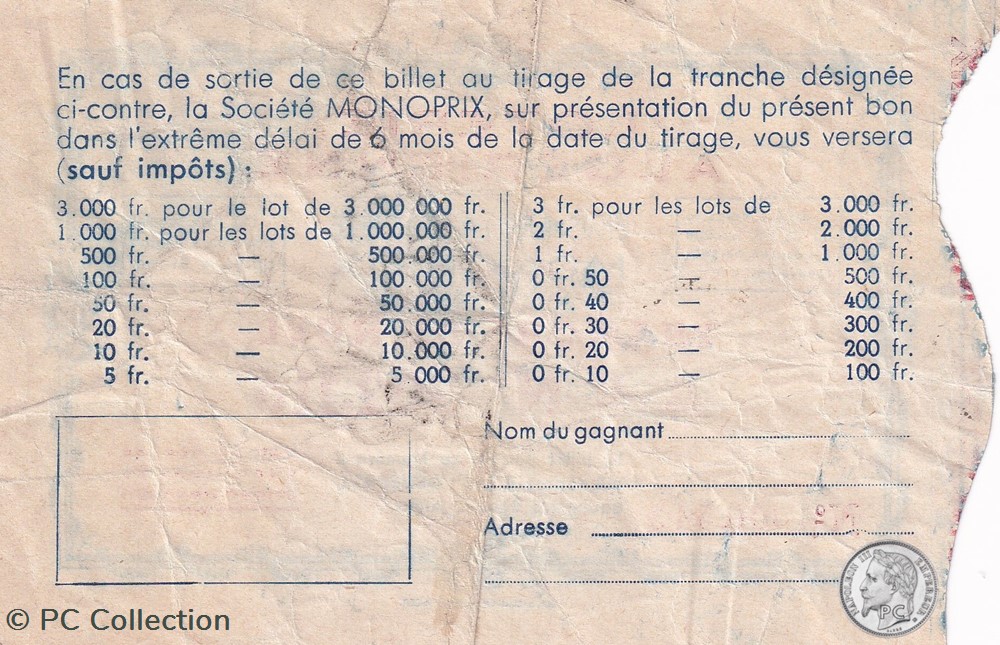 En cas de sortie de ce billet au tirage de la tranche désignée
ci-contre, la Société MONOPRIX, sur présentation du présent bon
dans l'extrême délai de 6 mois de la date du tirage, vous versera
(sauf impôts) :
3.000 fr. pour le lot de 3.000 000 fr.
1.000 fr. pour les lots de 1.000.000 fr.
500 fr. — 500.000 fr.
100 fr. — 100 000 fr.
50 fr. — 50.000 fr.
20 fr. — 20.000 fr.
10 fr. — 10.000 fr.
5 fr. — 5.000 fr.
3 fr. pour les lots de 3.000 fr.
2 fr. — 2.000 fr.
1 fr. — 1.000 fr.
0 fr. 50 — 500 fr.
0 fr. 40 — 400 fr.
0 fr. 30 — 300 fr.
0 fr. 20 — 200 fr.
0 fr. 10 — 100 fr.
Nom du gagnant
Adresse
NAPOLEON III EMPEREUR
PC
© PC Collection